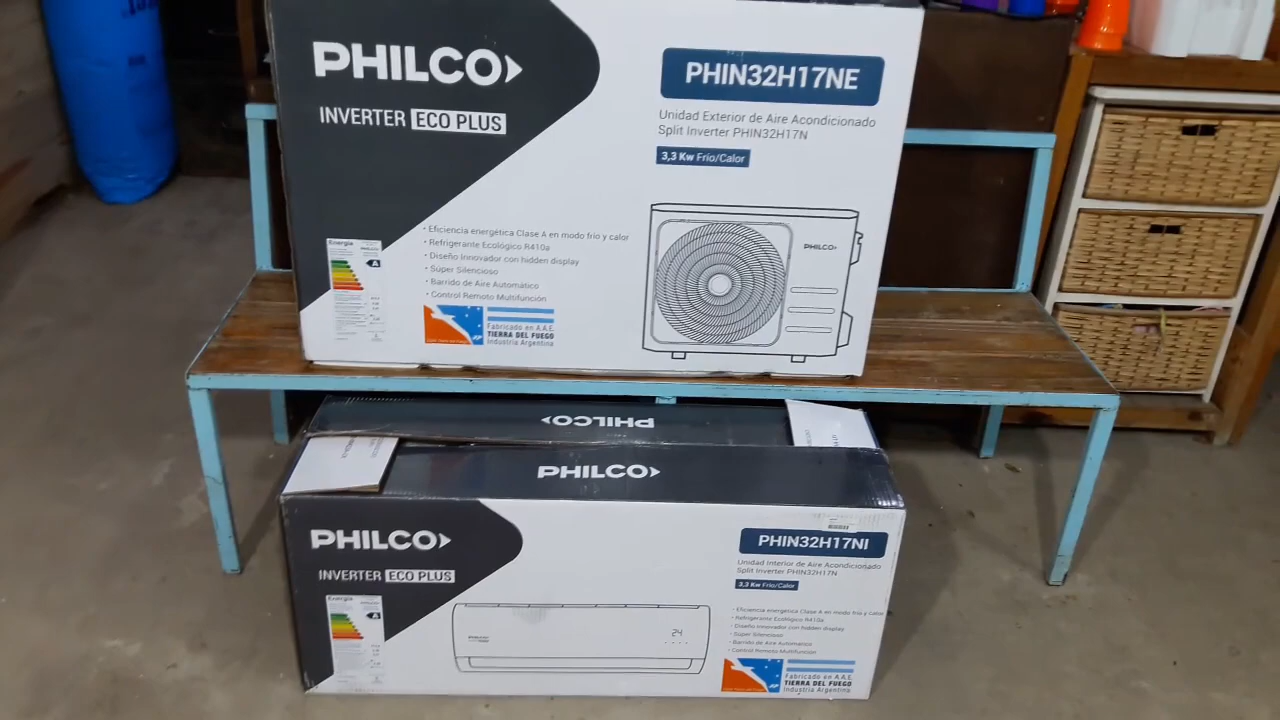 PHILCO
INVERTER ECO PLUS
PHIN32H17NE
Unidad Exterior de Aire Acondicionado
Split Inverter PHIN32H17N
3,3 Kw Frío/Calor
• Eficiencia energética Clase A en modo frío y calor
• Refrigerante Ecológico R410a
• Diseño Innovador con hidden display
• Súper Silencioso
• Barrido de Aire Automático
• Control Remoto Multifunción
PHILCO
Energía
A
Fabricado en A.A.E.
TIERRA DEL FUEGO
Industria Argentina
PHILCO
PHILCO
PHILCO
INVERTER ECO PLUS
PHIN32H17NI
Unidad Interior de Aire Acondicionado
Split Inverter PHIN32H17N
3,3 Kw Frío/Calor
24
• Eficiencia energética Clase A en modo frío y calor
• Refrigerante Ecológico R410a
• Diseño Innovador con hidden display
• Súper Silencioso
• Barrido de Aire Automático
• Control Remoto Multifunción
Energía
A
Fabricado en A.A.E.
TIERRA DEL FUEGO
Industria Argentina